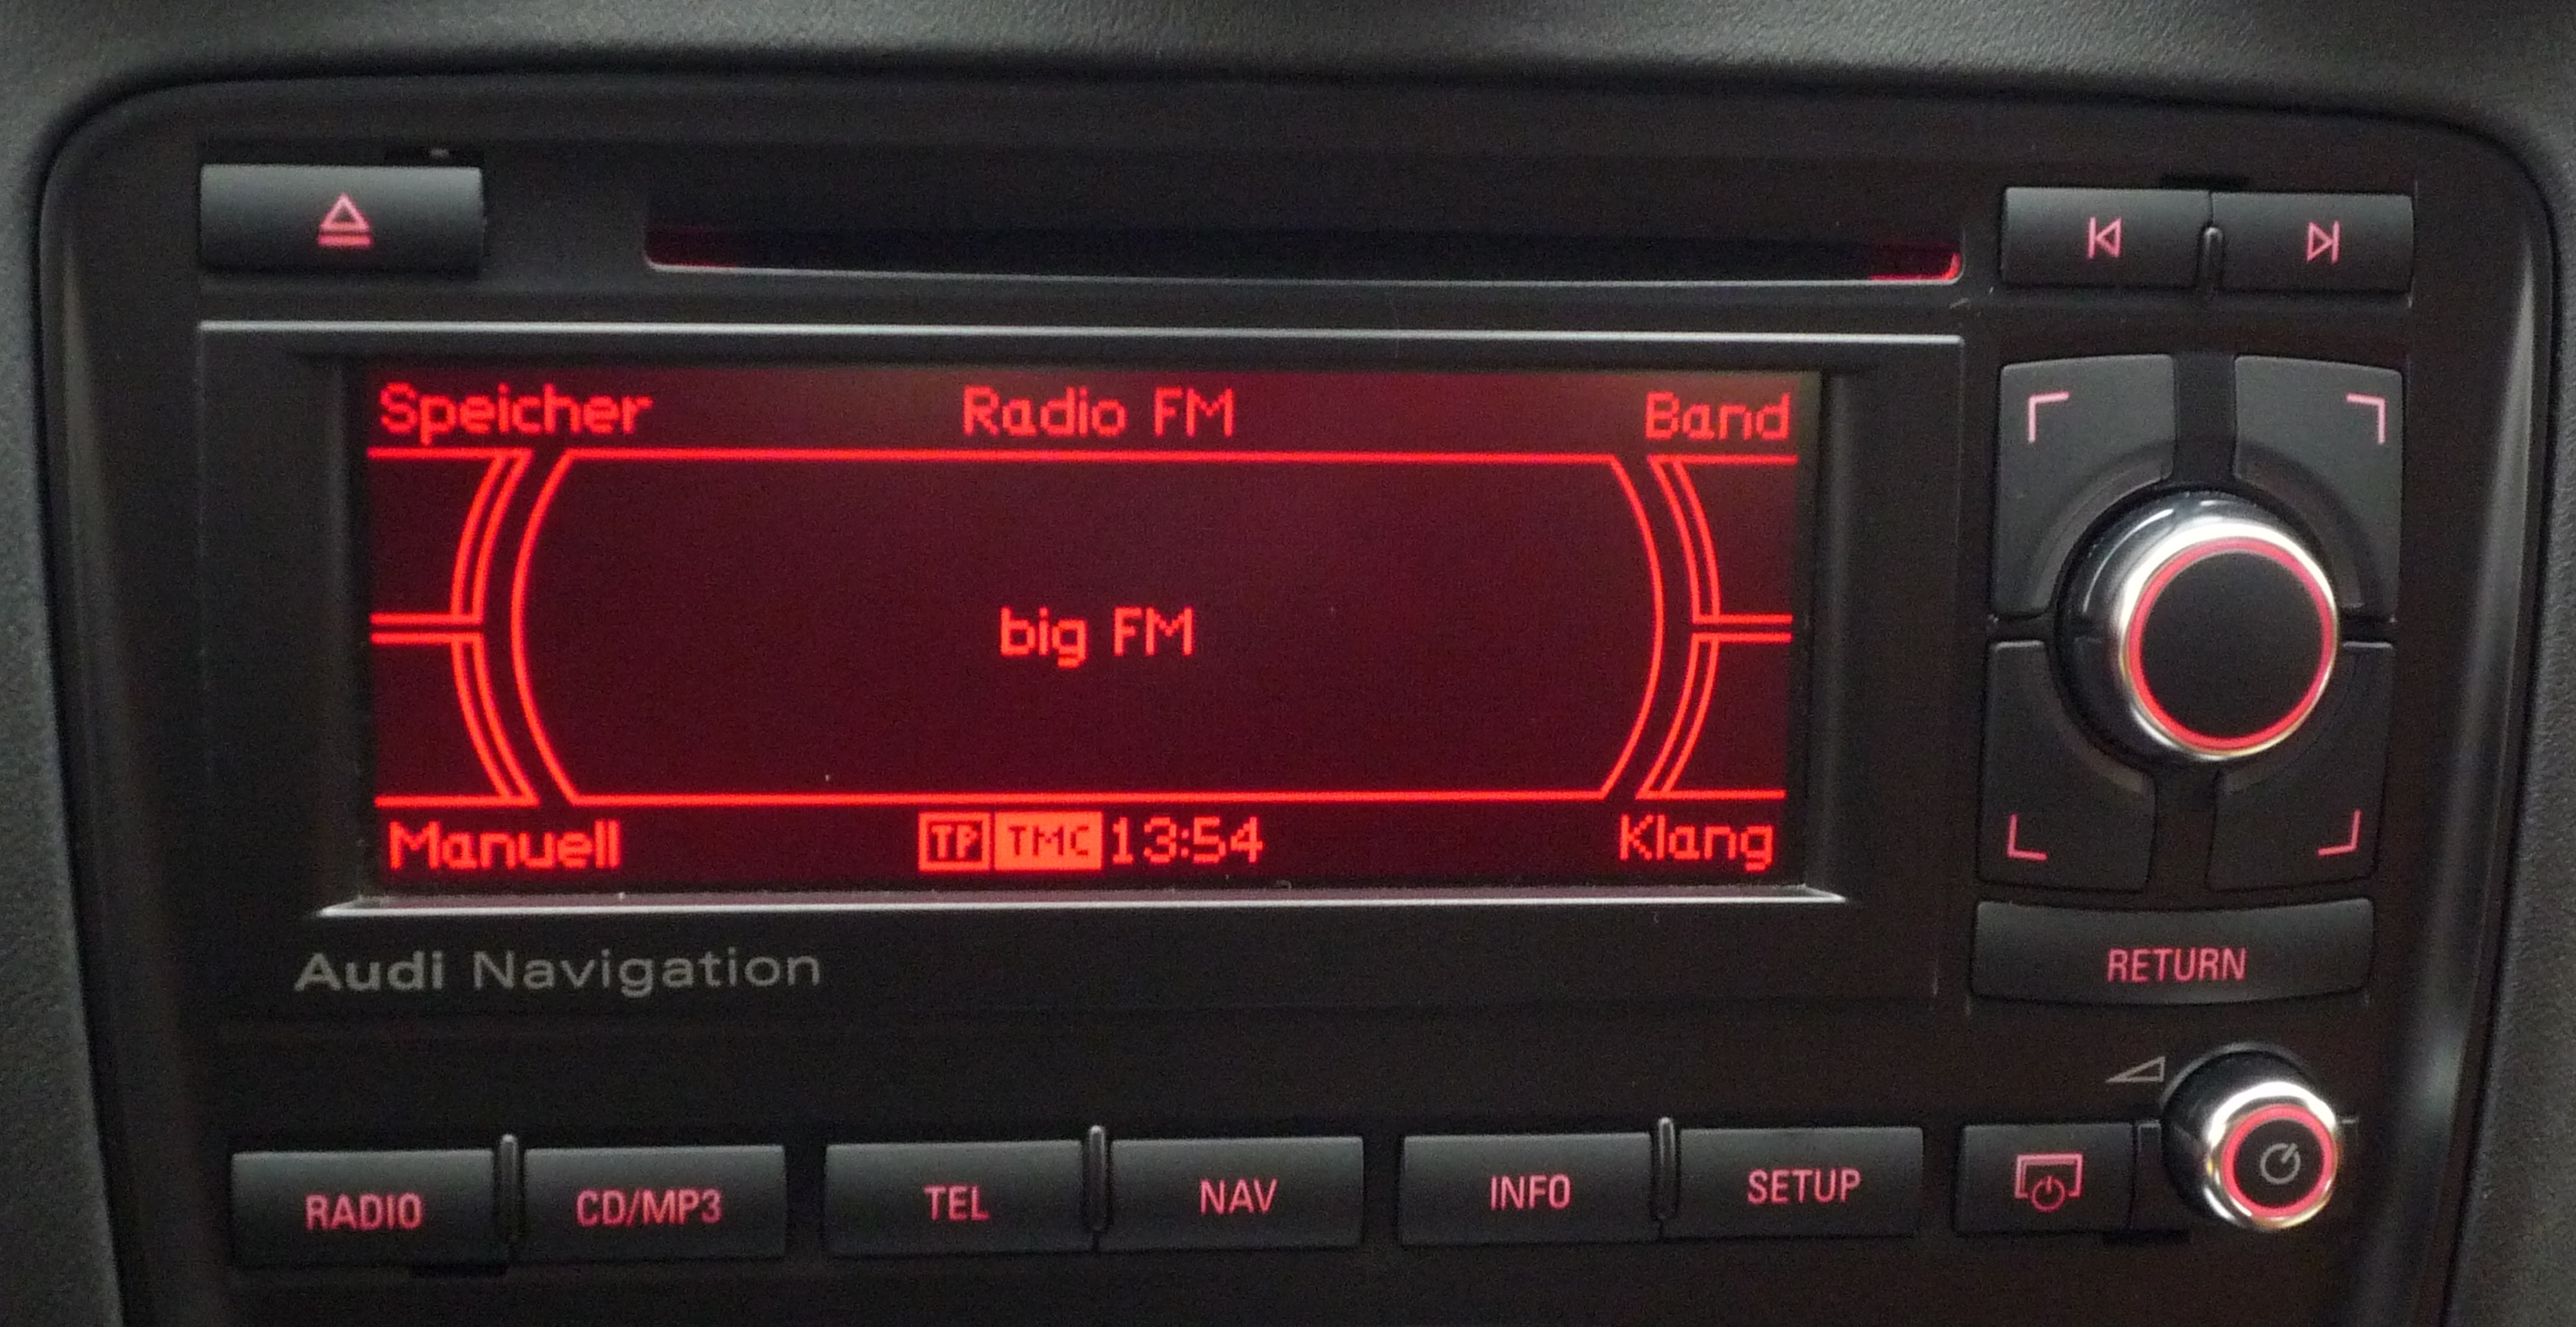 Speicher Radio FM Band
big FM
Manuell TP TMC 13:54 Klang
Audi Navigation
RETURN
RADIO CD/MP3 TEL NAV INFO SETUP